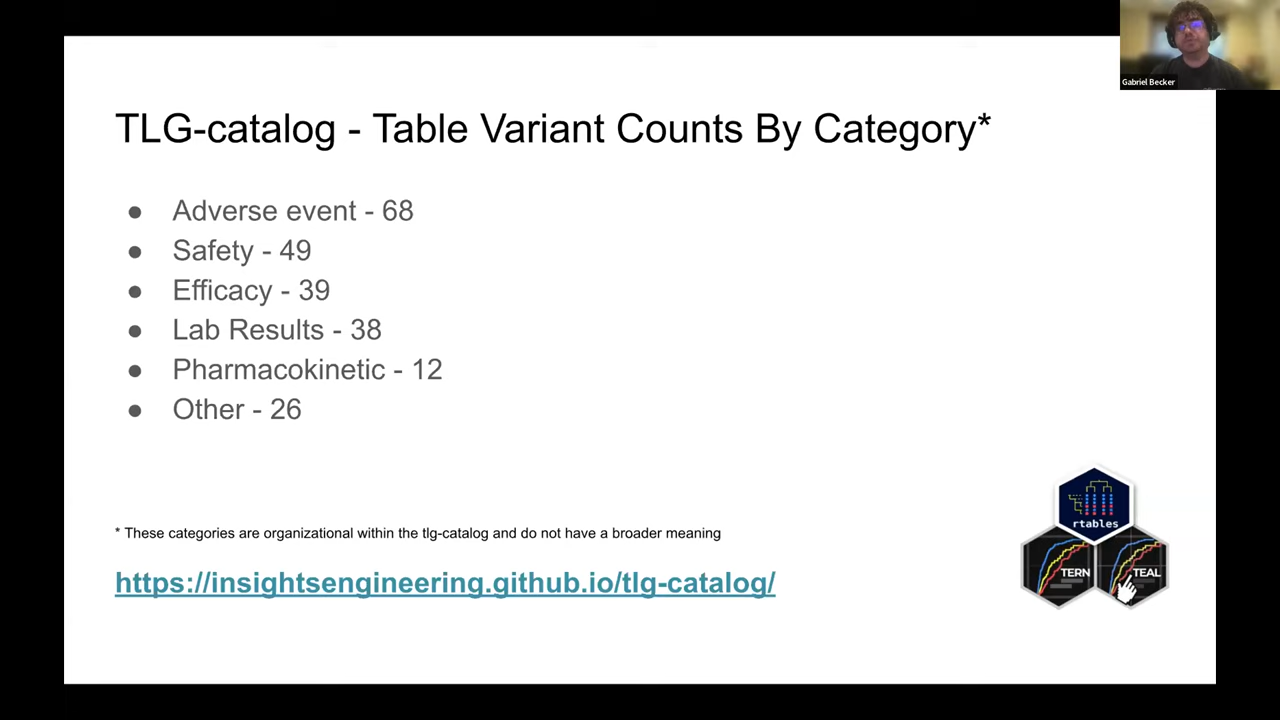 Gabriel Becker
TLG-catalog - Table Variant Counts By Category*
● Adverse event - 68
● Safety - 49
● Efficacy - 39
● Lab Results - 38
● Pharmacokinetic - 12
● Other - 26
rtables
TERN
TEAL
* These categories are organizational within the tlg-catalog and do not have a broader meaning
https://insightsengineering.github.io/tlg-catalog/